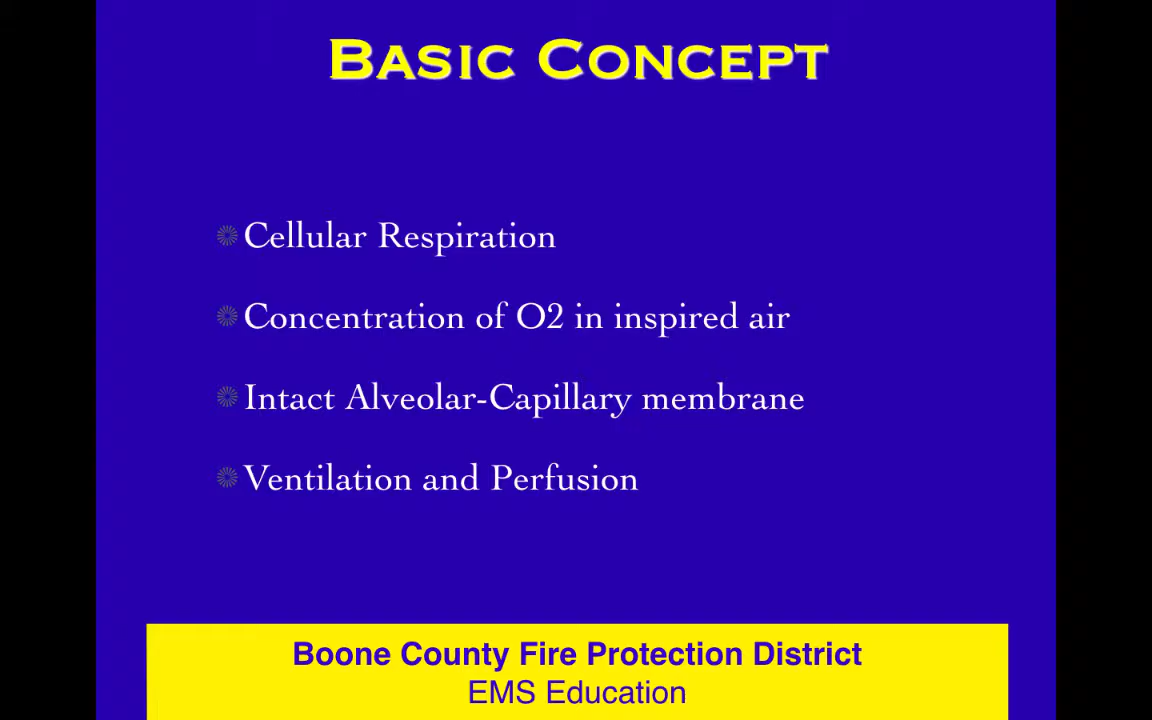 Basic Concept
Cellular Respiration
Concentration of O2 in inspired air
Intact Alveolar-Capillary membrane
Ventilation and Perfusion
Boone County Fire Protection District
EMS Education